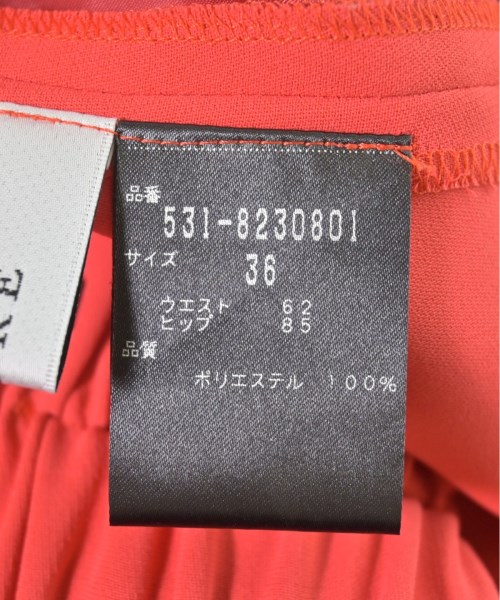 品番
531-8230801
サイズ
36
ウエスト 62
ヒップ 85
品質
ポリエステル 100%